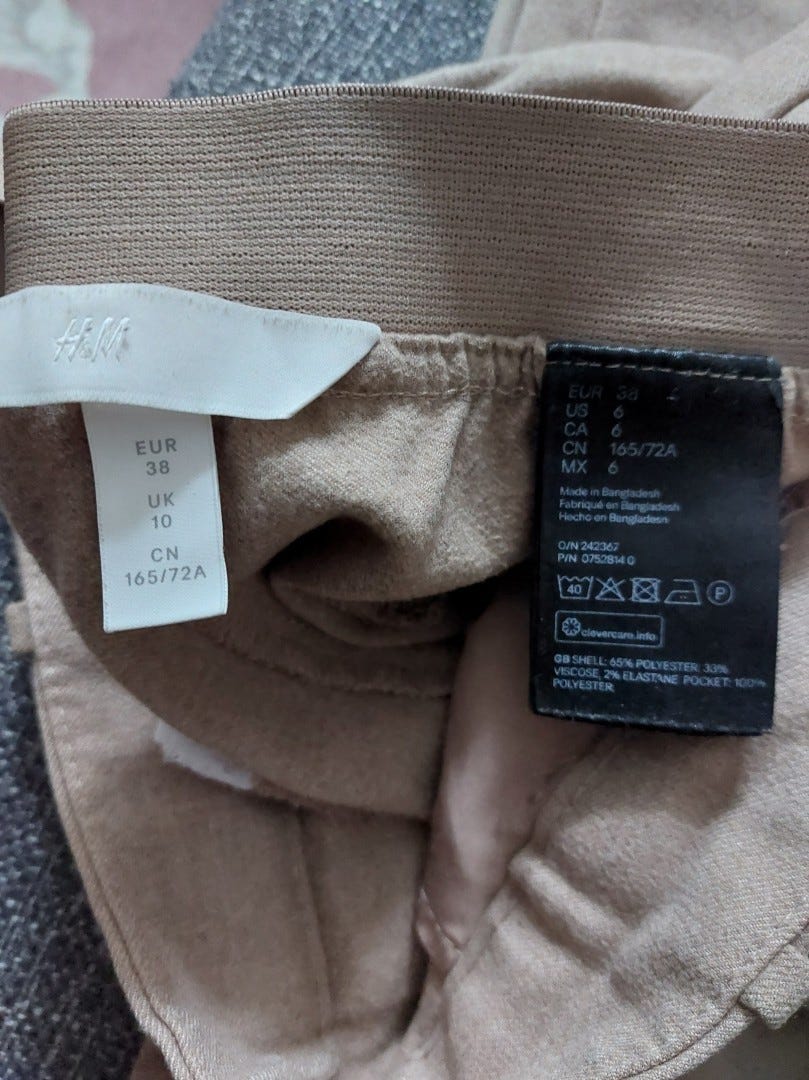 H&M
EUR
38
UK
10
CN
165/72A
EUR 38
US 6
CA 6
CN 165/72A
MX 6
Made in Bangladesh
Fabriqué en Bangladesh
Hecho en Bangladesh
O/N 242367
P/N 0752814 0
40 P
clevercare.info
GB SHELL: 65% POLYESTER 33%
VISCOSE, 2% ELASTANE POCKET: 100%
POLYESTER